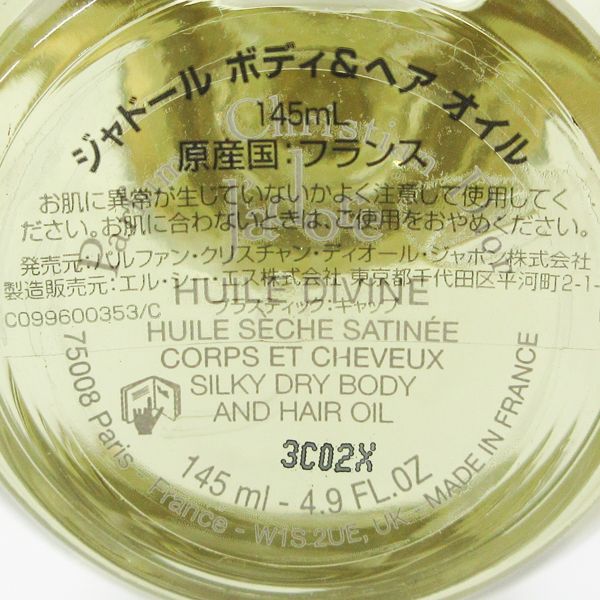 ジャドール ボディ&ヘア オイル
145mL
原産国：フランス
お肌に異常が生じていないかよく注意して使用してく
ださい。お肌に合わないときは、ご使用をおやめください。
発売元：パルファン・クリスチャン・ディオール・ジャポン株式会社
製造販売元：エル・シー・エス株式会社 東京都千代田区平河町2-1-
C099600353/C
プラスティック：キャップ
Christian
HUILE DIVINE
HUILE SÈCHE SATINÉE
CORPS ET CHEVEUX
SILKY DRY BODY
AND HAIR OIL
3C02X
145 ml - 4.9 FL.OZ
75008 Paris - France - W1S 2UE, UK - MADE IN FRANCE